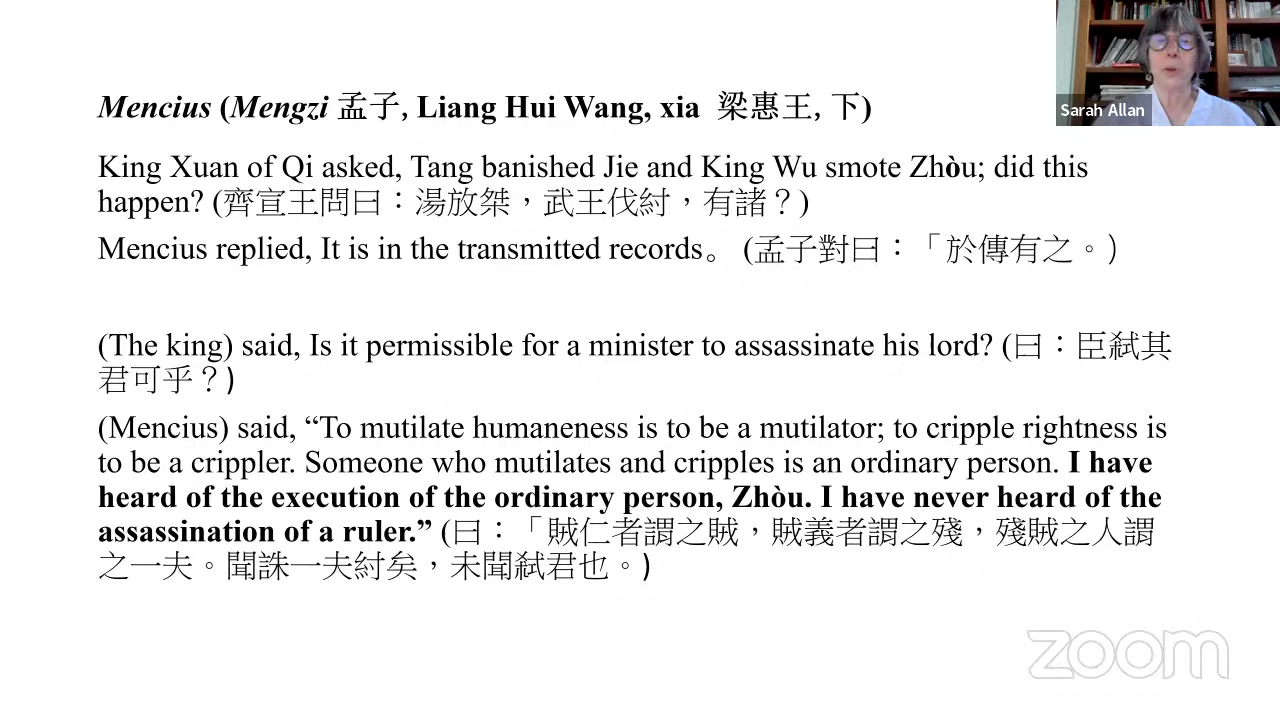 Mencius (Mengzi 孟子, Liang Hui Wang, xia 梁惠王, 下)
Sarah Allan
King Xuan of Qi asked, Tang banished Jie and King Wu smote Zhòu; did this
happen? (齊宣王問曰：湯放桀，武王伐紂，有諸？)
Mencius replied, It is in the transmitted records。 (孟子對曰：「於傳有之。)
(The king) said, Is it permissible for a minister to assassinate his lord? (曰：臣弒其
君可乎？)
(Mencius) said, “To mutilate humaneness is to be a mutilator; to cripple rightness is
to be a crippler. Someone who mutilates and cripples is an ordinary person. I have
heard of the execution of the ordinary person, Zhòu. I have never heard of the
assassination of a ruler.” (曰：「賊仁者謂之賊，賊義者謂之殘，殘賊之人謂
之一夫。聞誅一夫紂矣，未聞弒君也。)
zoom